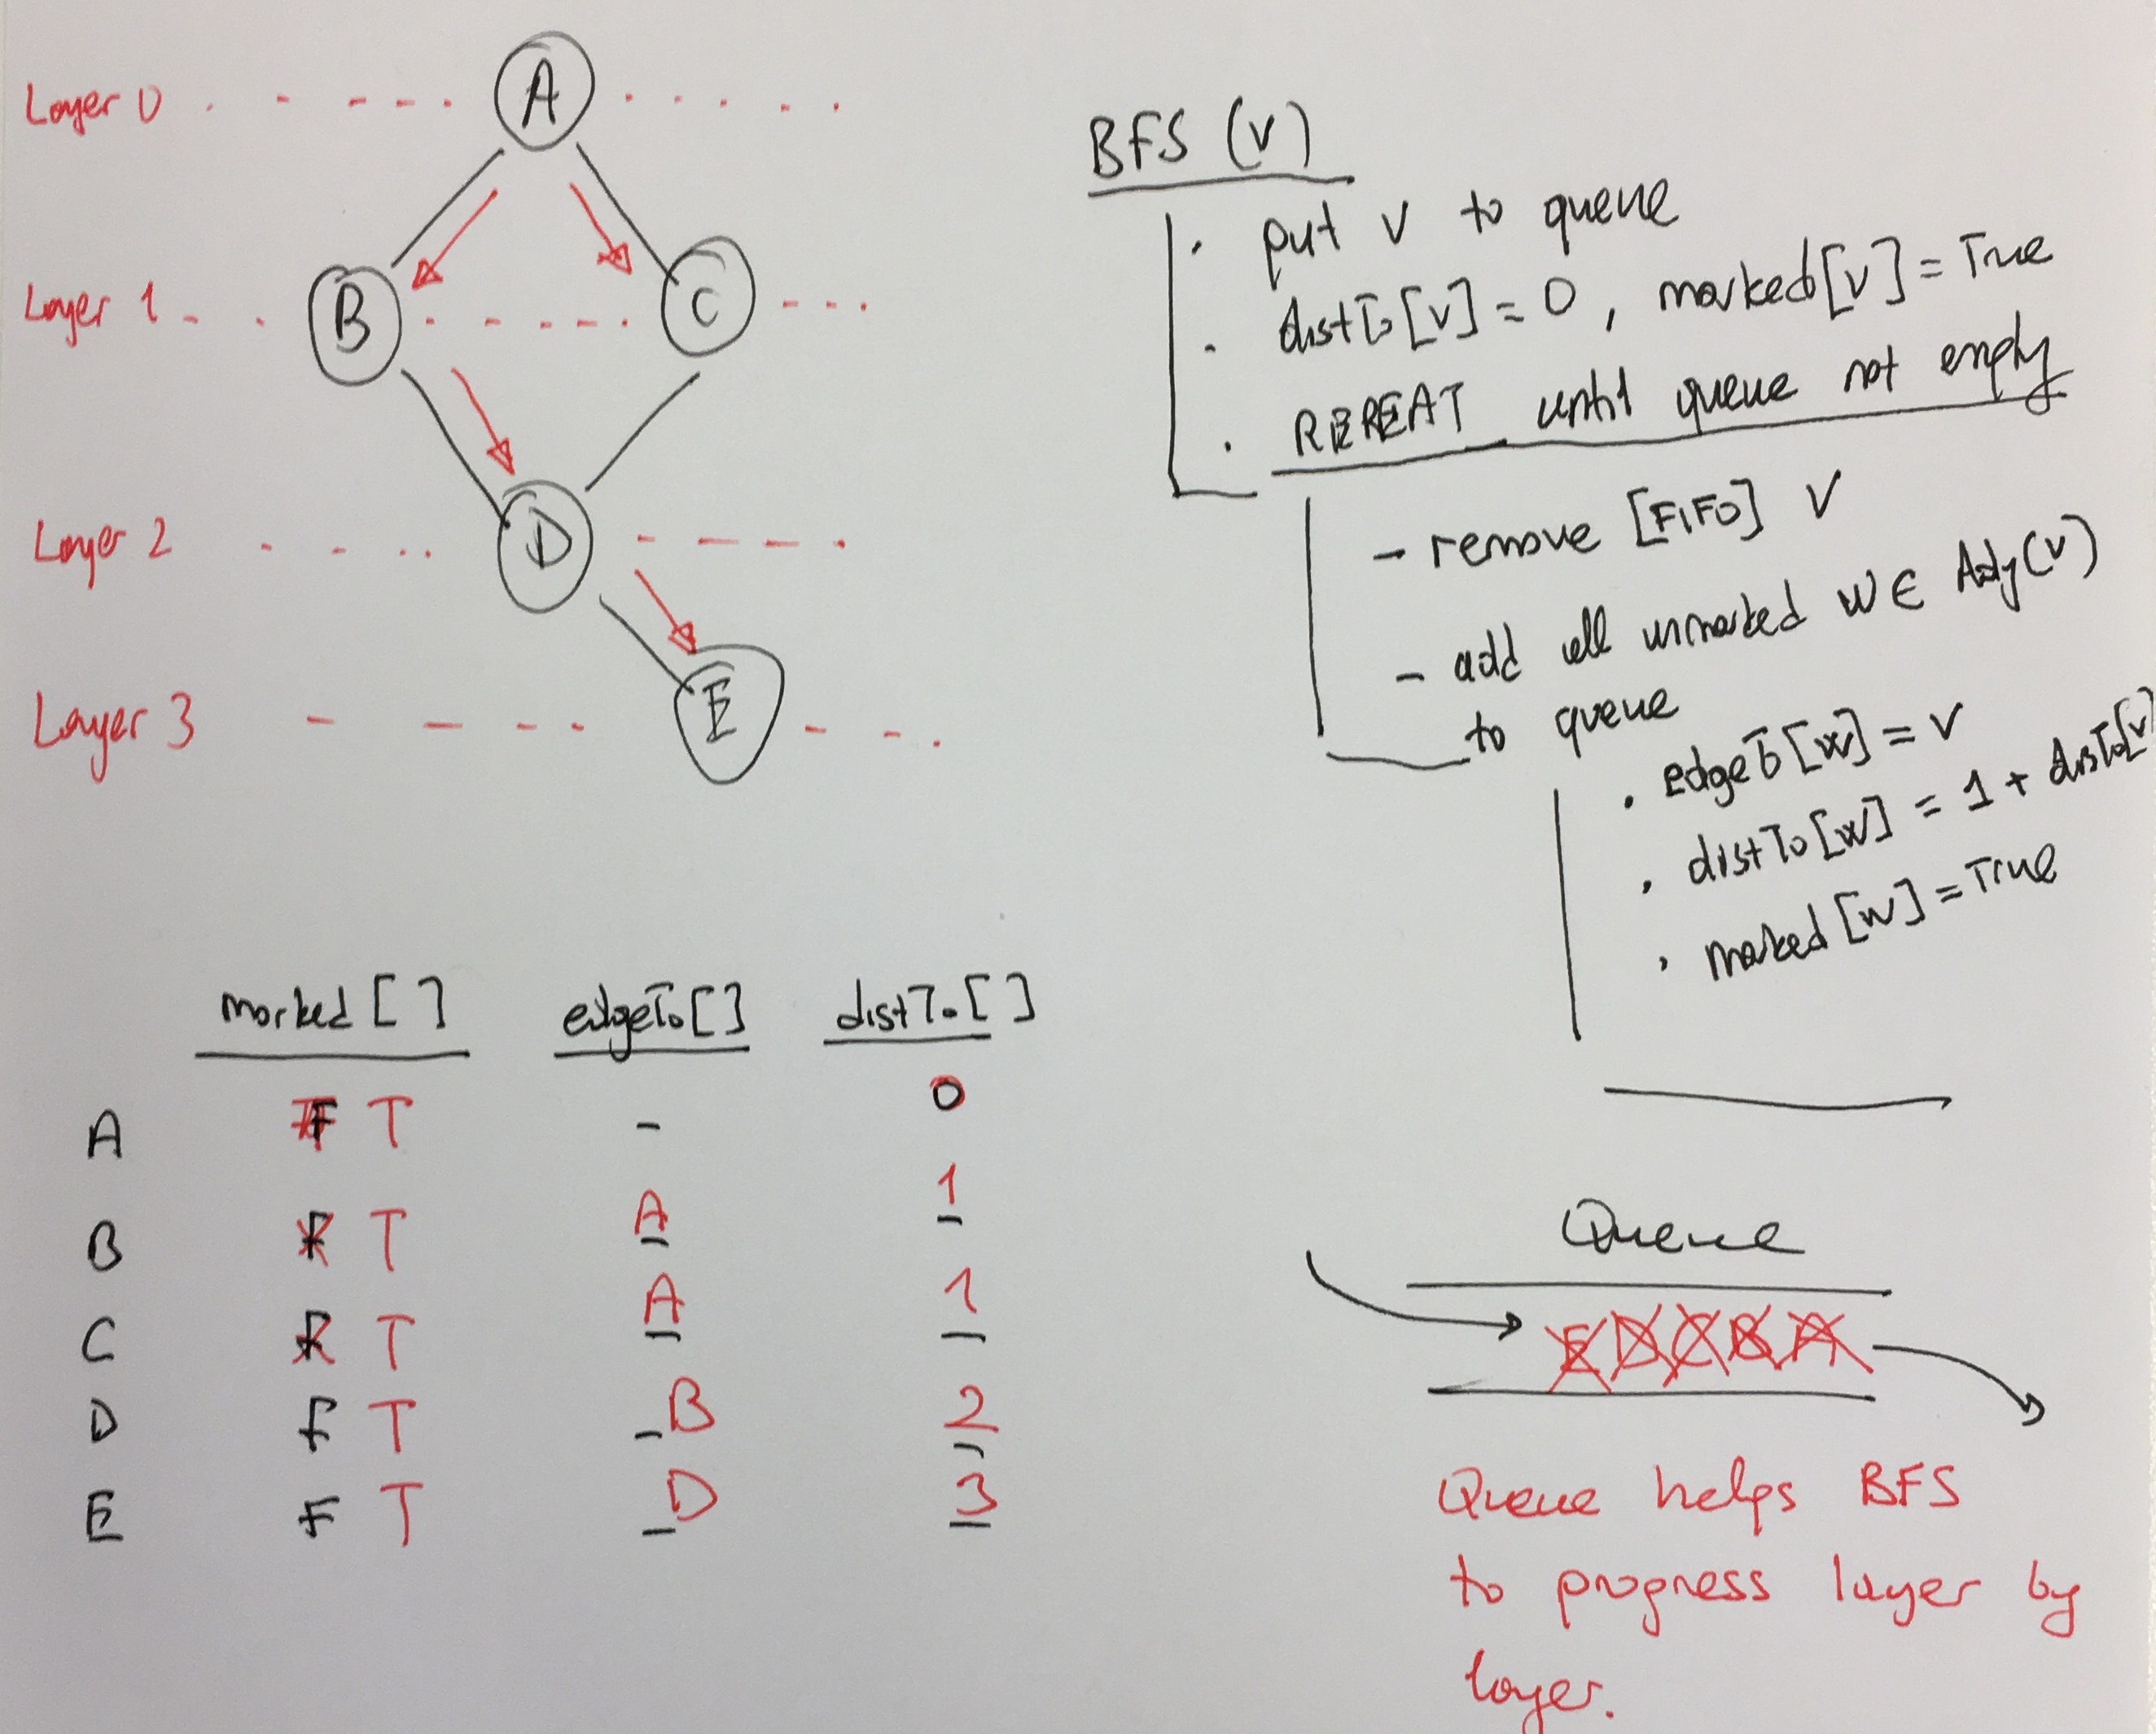 Layer 0
A
Layer 1
B
C
Layer 2
D
Layer 3
E
BFS (v)
. put v to queue
. distTo[v] = 0, marked[v] = True
. REPEAT until queue not empty
- remove [FIFO] v
- add all unmarked w ∈ Adj(v)
to queue
. edgeTo[w] = v
. distTo[w] = 1 + distTo[v]
. marked[w] = True
marked [ ] edgeTo[ ] distTo[ ]
A F T - 0
B F T A 1
C F T A 1
D F T B 2
E F T D 3
Queue
E D C B A
Queue helps BFS
to progress layer by
layer.